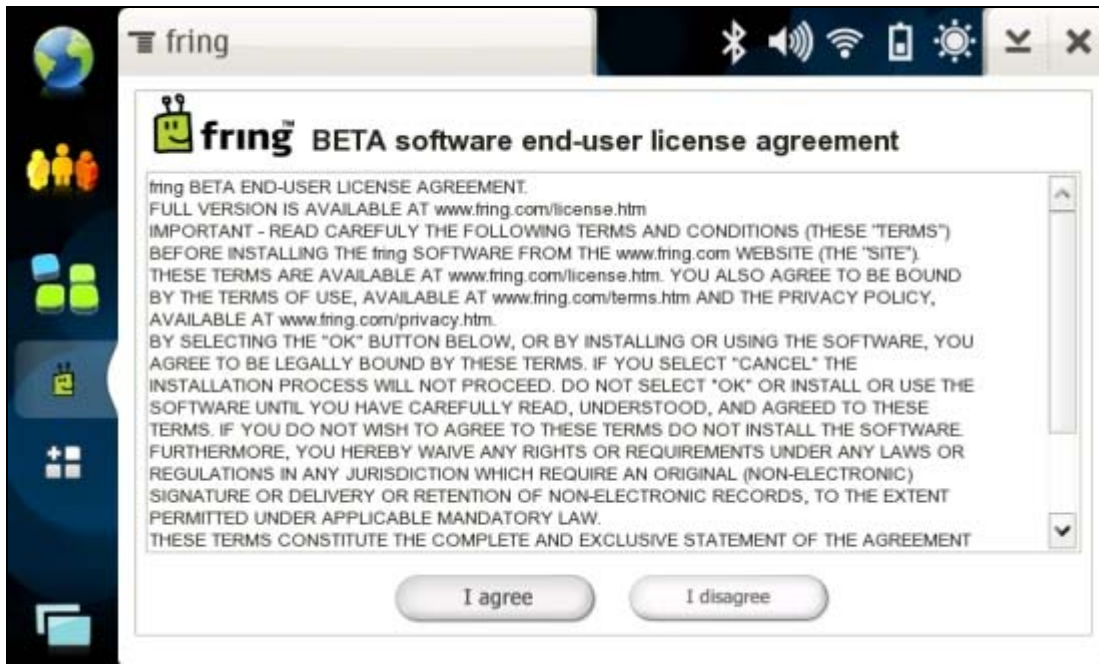 fring
fring™ BETA software end-user license agreement
fring BETA END-USER LICENSE AGREEMENT.
FULL VERSION IS AVAILABLE AT www.fring.com/license.htm
IMPORTANT - READ CAREFULY THE FOLLOWING TERMS AND CONDITIONS (THESE "TERMS")
BEFORE INSTALLING THE fring SOFTWARE FROM THE www.fring.com WEBSITE (THE "SITE").
THESE TERMS ARE AVAILABLE AT www.fring.com/license.htm. YOU ALSO AGREE TO BE BOUND
BY THE TERMS OF USE, AVAILABLE AT www.fring.com/terms.htm AND THE PRIVACY POLICY,
AVAILABLE AT www.fring.com/privacy.htm.
BY SELECTING THE "OK" BUTTON BELOW, OR BY INSTALLING OR USING THE SOFTWARE, YOU
AGREE TO BE LEGALLY BOUND BY THESE TERMS. IF YOU SELECT "CANCEL" THE
INSTALLATION PROCESS WILL NOT PROCEED. DO NOT SELECT "OK" OR INSTALL OR USE THE
SOFTWARE UNTIL YOU HAVE CAREFULLY READ, UNDERSTOOD, AND AGREED TO THESE
TERMS. IF YOU DO NOT WISH TO AGREE TO THESE TERMS DO NOT INSTALL THE SOFTWARE.
FURTHERMORE, YOU HEREBY WAIVE ANY RIGHTS OR REQUIREMENTS UNDER ANY LAWS OR
REGULATIONS IN ANY JURISDICTION WHICH REQUIRE AN ORIGINAL (NON-ELECTRONIC)
SIGNATURE OR DELIVERY OR RETENTION OF NON-ELECTRONIC RECORDS, TO THE EXTENT
PERMITTED UNDER APPLICABLE MANDATORY LAW.
THESE TERMS CONSTITUTE THE COMPLETE AND EXCLUSIVE STATEMENT OF THE AGREEMENT
I agree
I disagree